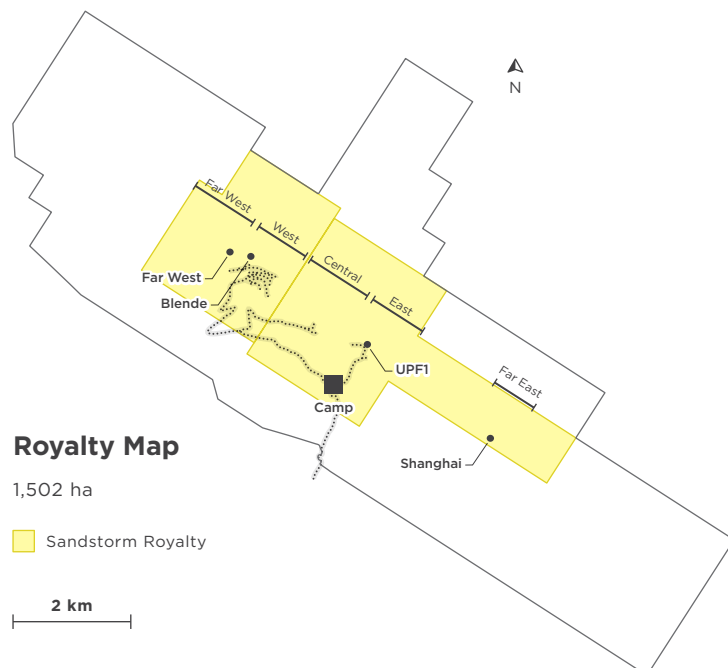 N
Far West
West
Central
East
Far West
Blende
UPF1
Far East
Camp
Shanghai
Royalty Map
1,502 ha
Sandstorm Royalty
2 km